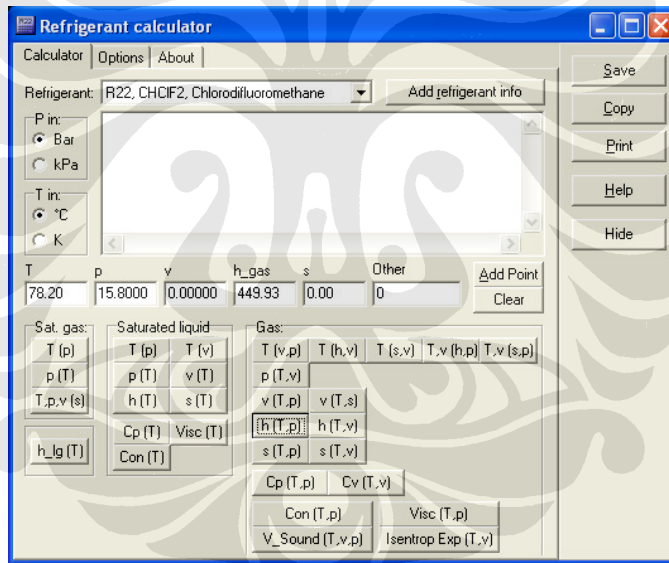 Refrigerant calculator
Calculator Options About
Refrigerant: R22, CHClF2, Chlorodifluoromethane Add refrigerant info
P in:
Bar
kPa
T in:
°C
K
T p v h_gas s Other Add Point
78.20 15.8000 0.00000 449.93 0.00 0 Clear
Sat. gas: Saturated liquid Gas:
T (p) T (p) T (v) T (v,p) T (h,v) T (s,v) T,v (h,p) T,v (s,p)
p (T) p (T) v (T) p (T,v)
T,p,v (s) h (T) s (T) v (T,p) v (T,s)
h_lg (T) Cp (T) Visc (T) h (T,p) h (T,v)
Con (T) s (T,p) s (T,v)
Cp (T,p) Cv (T,v)
Con (T,p) Visc (T,p)
V_Sound (T,v,p) Isentrop Exp (T,v)
Save
Copy
Print
Help
Hide